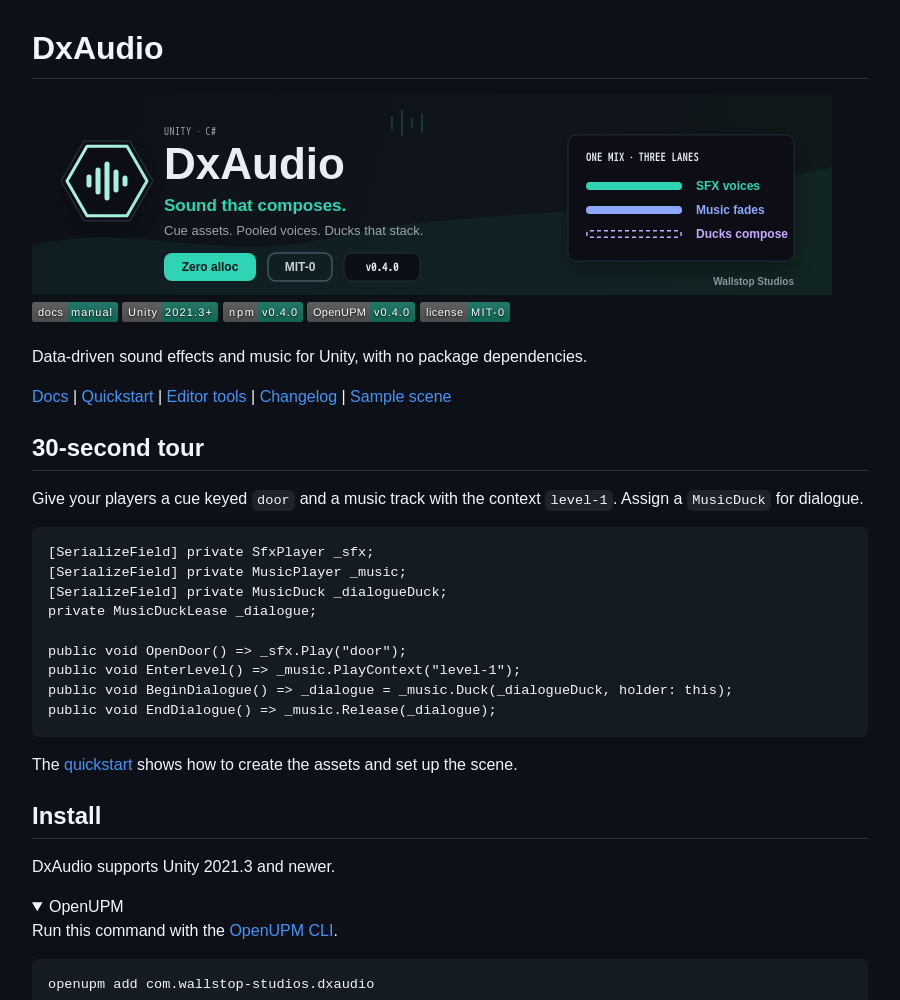 DxAudio
UNITY · C#
DxAudio
Sound that composes.
Cue assets. Pooled voices. Ducks that stack.
Zero alloc
MIT-0
v0.4.0
ONE MIX · THREE LANES
SFX voices
Music fades
Ducks compose
Wallstop Studios
docs manual Unity 2021.3+ npm v0.4.0 OpenUPM v0.4.0 license MIT-0
Data-driven sound effects and music for Unity, with no package dependencies.
Docs | Quickstart | Editor tools | Changelog | Sample scene
30-second tour
Give your players a cue keyed door and a music track with the context level-1. Assign a MusicDuck for dialogue.
[SerializeField] private SfxPlayer _sfx;
[SerializeField] private MusicPlayer _music;
[SerializeField] private MusicDuck _dialogueDuck;
private MusicDuckLease _dialogue;
public void OpenDoor() => _sfx.Play("door");
public void EnterLevel() => _music.PlayContext("level-1");
public void BeginDialogue() => _dialogue = _music.Duck(_dialogueDuck, holder: this);
public void EndDialogue() => _music.Release(_dialogue);
The quickstart shows how to create the assets and set up the scene.
Install
DxAudio supports Unity 2021.3 and newer.
▼ OpenUPM
Run this command with the OpenUPM CLI.
openupm add com.wallstop-studios.dxaudio